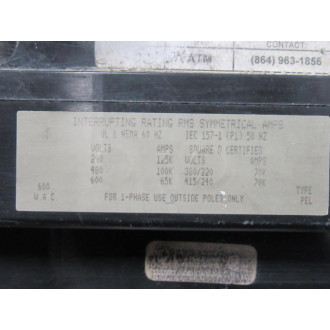 CONTACT
ATM (864) 963-1856
INTERRUPTING RATING RMS SYMMETRICAL AMPS
UL & NEMA 60 HZ IEC 157-1 (P1) 50 HZ
VOLTS AMPS SQUARE D CERTIFIED
240 125K VOLTS AMPS
480 100K 380/220 70K
600 65K 415/240 70K
600 TYPE
VAC FOR 1-PHASE USE OUTSIDE POLES ONLY PEL